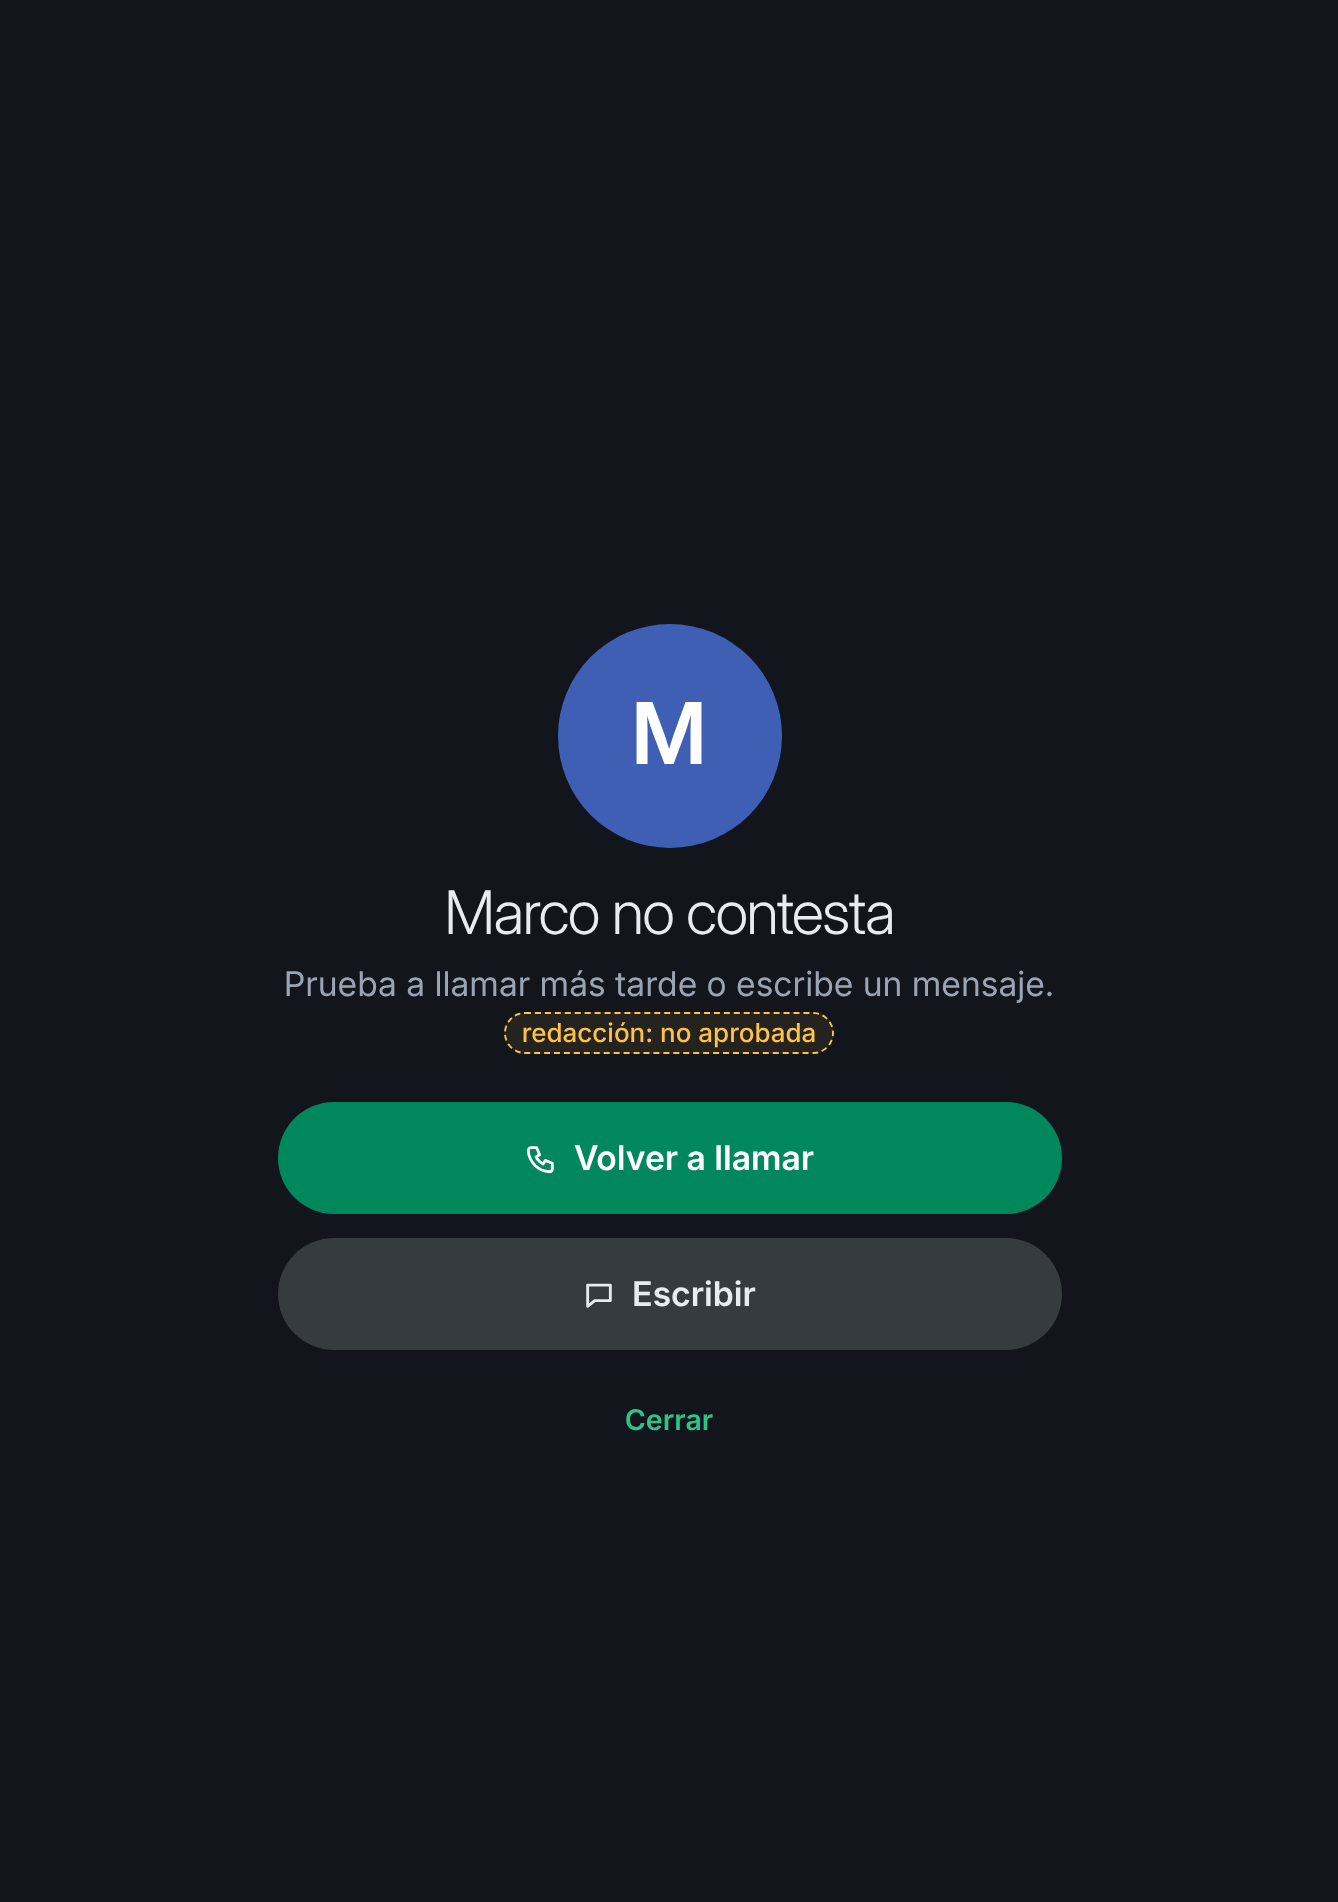 M
Marco no contesta
Prueba a llamar más tarde o escribe un mensaje.
redacción: no aprobada
Volver a llamar
Escribir
Cerrar